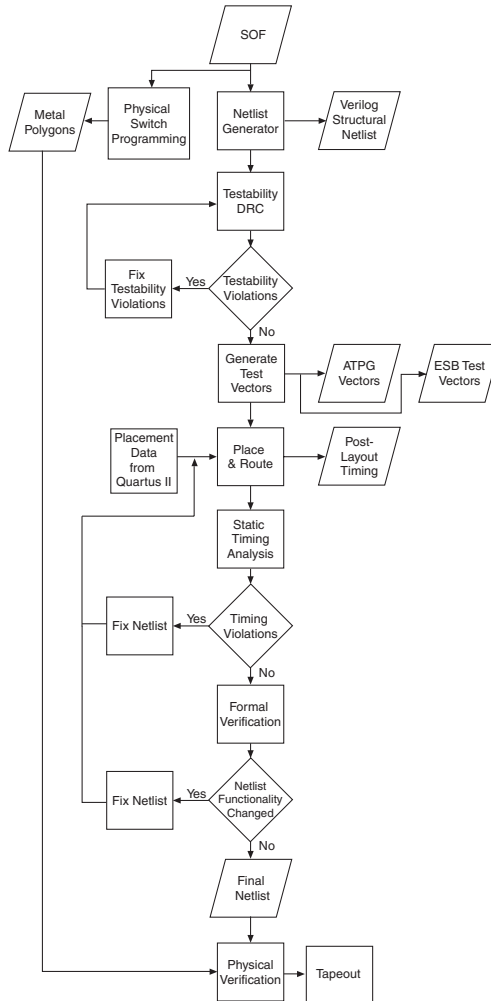 SOF
Metal
Polygons
Physical
Switch
Programming
Netlist
Generator
Verilog
Structural
Netlist
Testability
DRC
Fix
Testability
Violations
Yes
Testability
Violations
No
Generate
Test
Vectors
ATPG
Vectors
ESB Test
Vectors
Placement
Data
from
Quartus II
Place
& Route
Post-
Layout
Timing
Static
Timing
Analysis
Fix Netlist
Yes
Timing
Violations
No
Formal
Verification
Fix Netlist
Yes
Netlist
Functionality
Changed
No
Final
Netlist
Physical
Verification
Tapeout